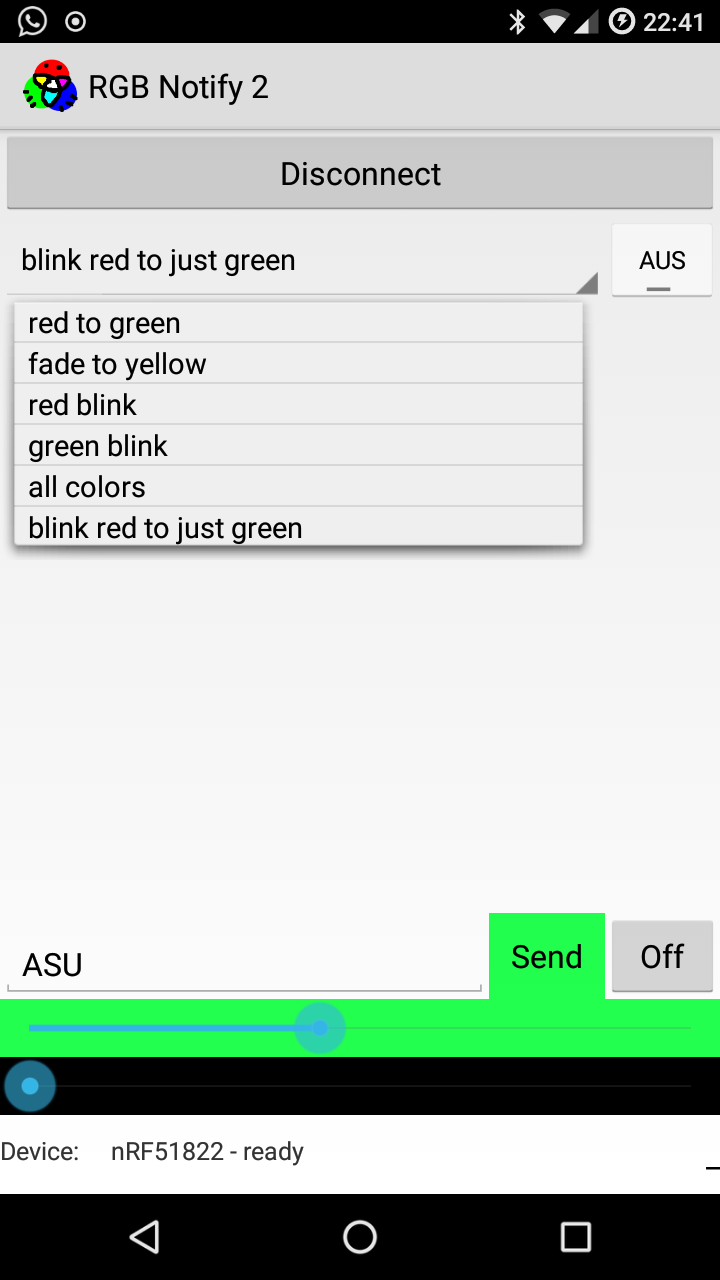 22:41
RGB Notify 2
Disconnect
blink red to just green
AUS
red to green
fade to yellow
red blink
green blink
all colors
blink red to just green
ASU
Send
Off
Device: nRF51822 - ready